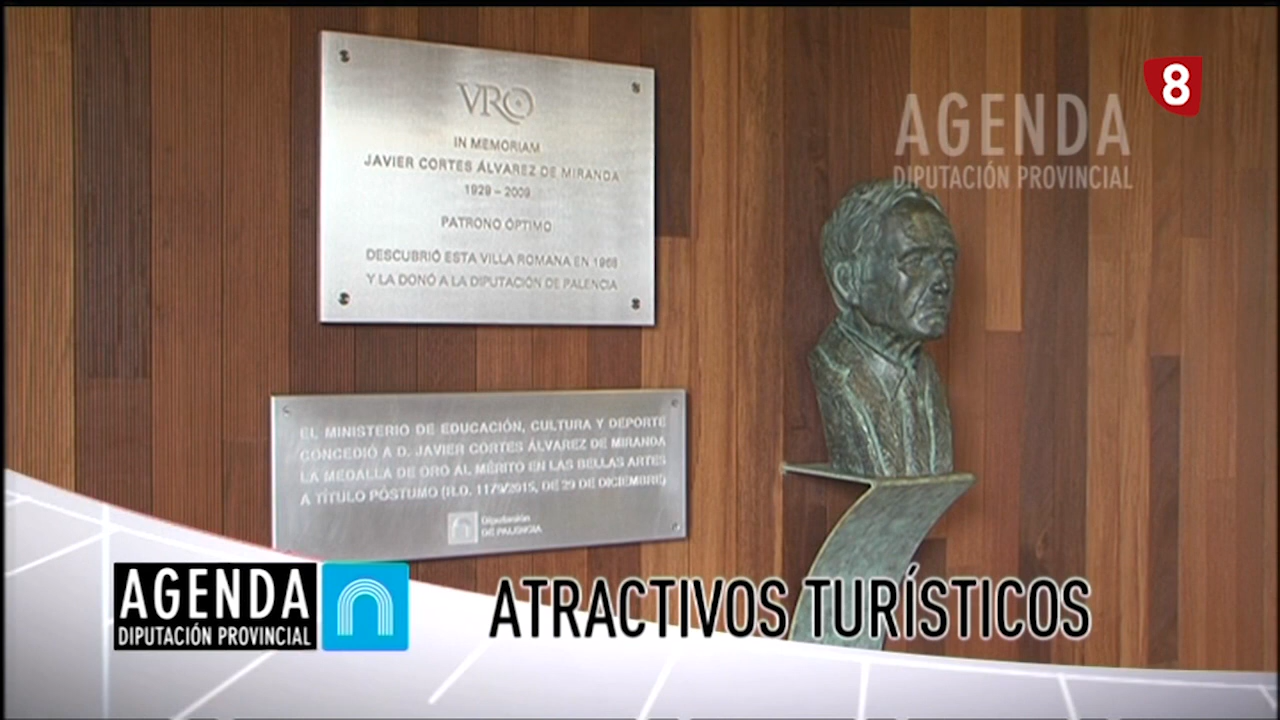 VRO
IN MEMORIAM
JAVIER CORTES ÁLVAREZ DE MIRANDA
1929 – 2009
PATRONO ÓPTIMO
DESCUBRIÓ ESTA VILLA ROMANA EN 1968
Y LA DONÓ A LA DIPUTACIÓN DE PALENCIA
8
AGENDA
DIPUTACIÓN PROVINCIAL
EL MINISTERIO DE EDUCACIÓN, CULTURA Y DEPORTE
CONCEDIÓ A D. JAVIER CORTES ÁLVAREZ DE MIRANDA
LA MEDALLA DE ORO AL MÉRITO EN LAS BELLAS ARTES
A TÍTULO PÓSTUMO (R.D. 1179/2015, DE 29 DE DICIEMBRE)
Diputación
DE PALENCIA
AGENDA
DIPUTACIÓN PROVINCIAL
ATRACTIVOS TURÍSTICOS